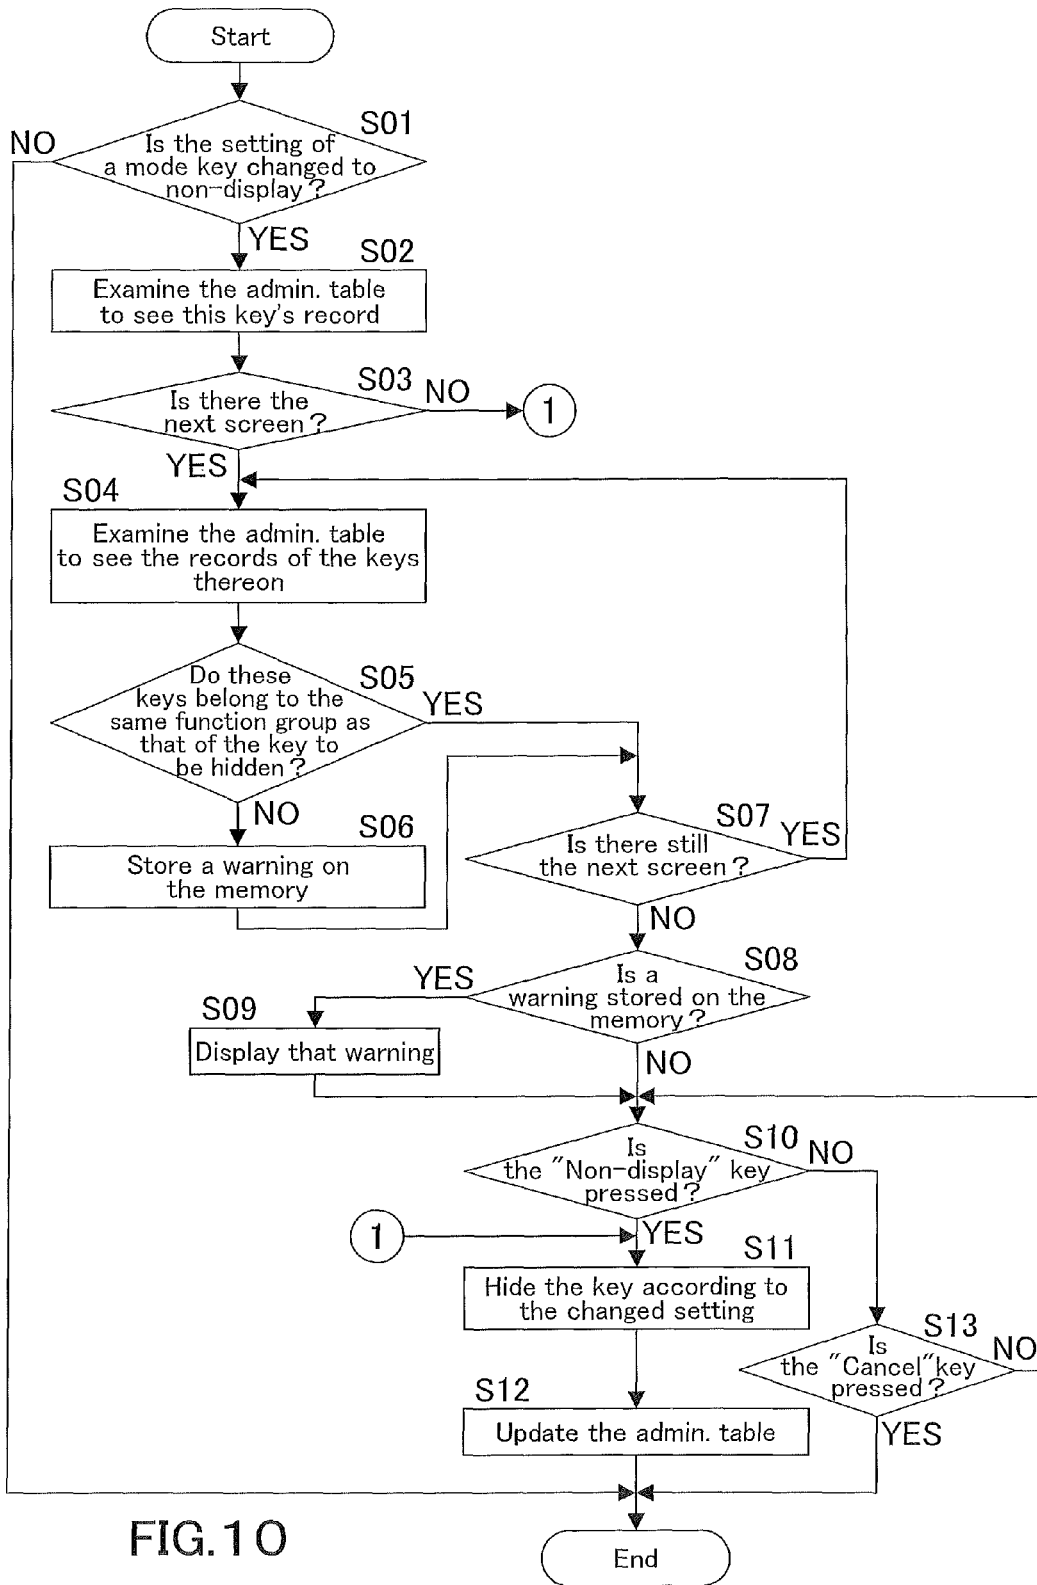 Start
S01
NO
Is the setting of
a mode key changed to
non-display?
YES
S02
Examine the admin. table
to see this key's record
S03
NO
Is there the
next screen?
1
YES
S04
Examine the admin. table
to see the records of the keys
thereon
Do these
keys belong to the
same function group as
that of the key to
be hidden?
S05
YES
NO
S06
Store a warning on
the memory
S07
YES
Is there still
the next screen?
NO
S08
YES
Is a
warning stored on the
memory?
S09
Display that warning
NO
S10
NO
Is
the "Non-display" key
pressed?
1
YES
S11
Hide the key according to
the changed setting
S13
NO
Is
the "Cancel"key
pressed?
S12
Update the admin. table
YES
FIG.10
End